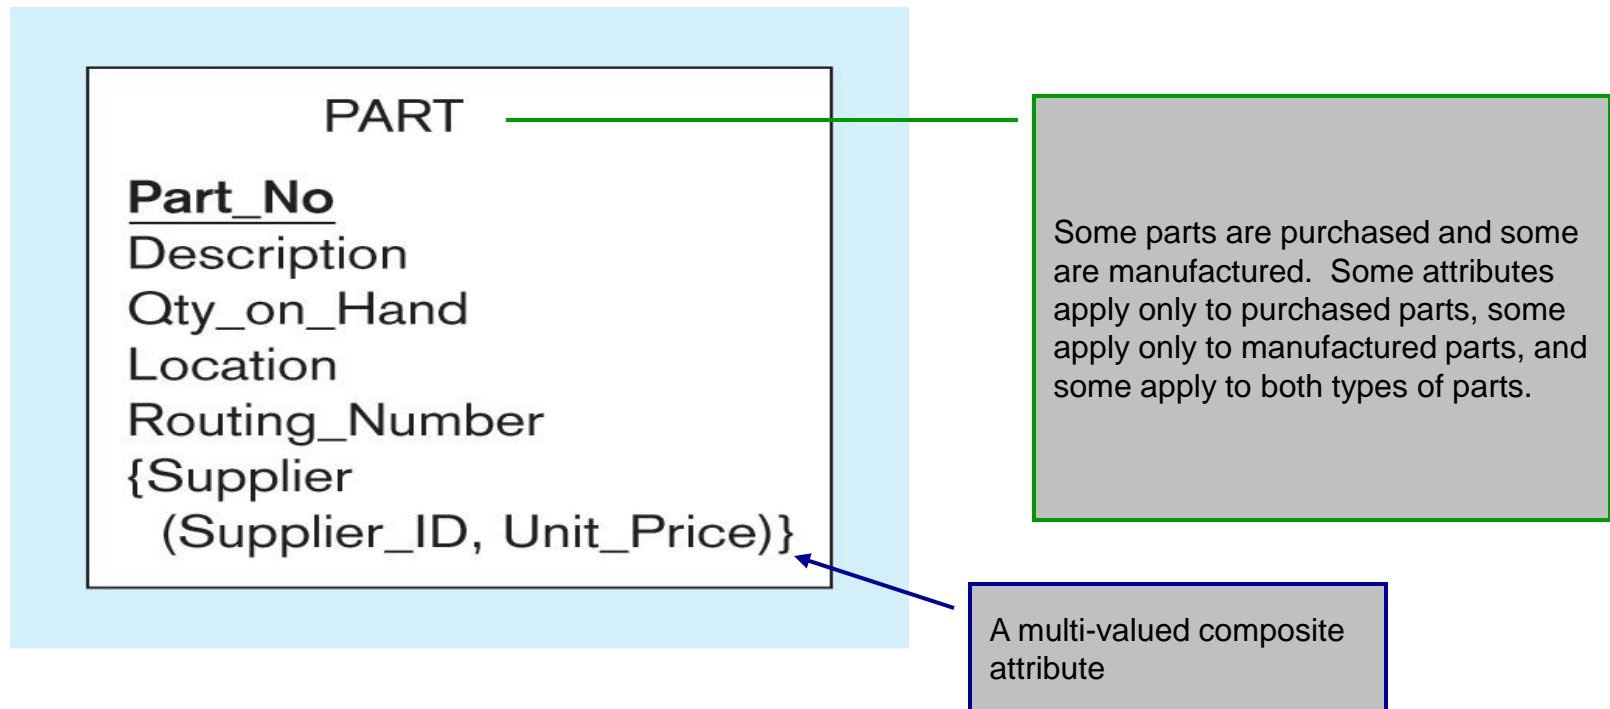 PART
Part_No
Description
Qty_on_Hand
Location
Routing_Number
{Supplier
(Supplier_ID, Unit_Price)}
Some parts are purchased and some
are manufactured.  Some attributes
apply only to purchased parts, some
apply only to manufactured parts, and
some apply to both types of parts.
A multi-valued composite
attribute